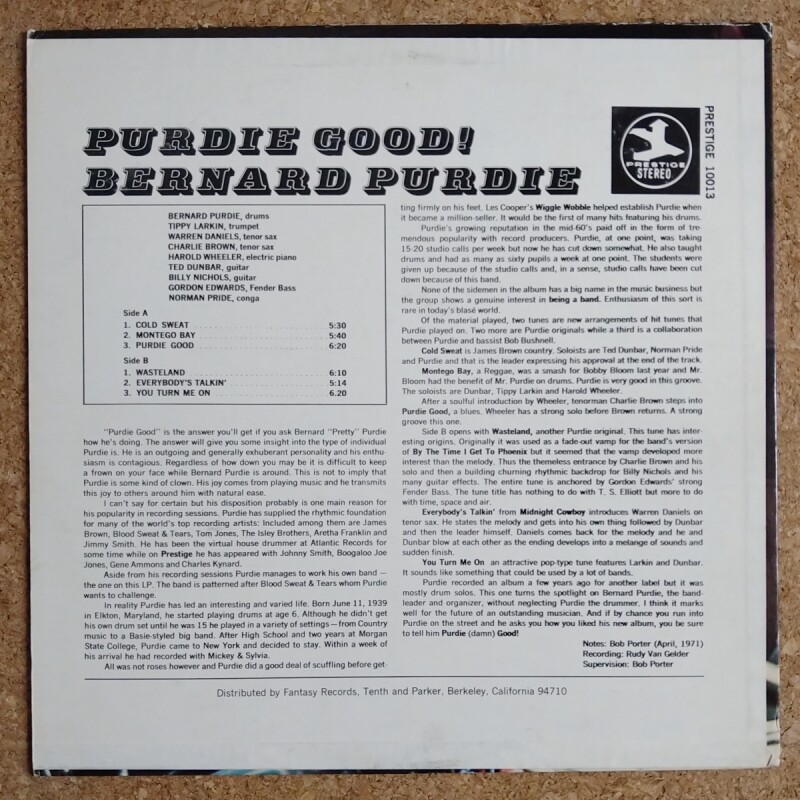 PURDIE GOOD!
BERNARD PURDIE
PRESTIGE
STEREO
PRESTIGE 10013
BERNARD PURDIE, drums
TIPPY LARKIN, trumpet
WARREN DANIELS, tenor sax
CHARLIE BROWN, tenor sax
HAROLD WHEELER, electric piano
TED DUNBAR, guitar
BILLY NICHOLS, guitar
GORDON EDWARDS, Fender Bass
NORMAN PRIDE, conga
Side A
1. COLD SWEAT 5:30
2. MONTEGO BAY 5:40
3. PURDIE GOOD 6:20
Side B
1. WASTELAND 6:10
2. EVERYBODY'S TALKIN' 5:14
3. YOU TURN ME ON 6.20
"Purdie Good" is the answer you'll get if you ask Bernard "Pretty" Purdie
how he's doing. The answer will give you some insight into the type of individual
Purdie is. He is an outgoing and generally exhuberant personality and his enthu-
siasm is contagious. Regardless of how down you may be it is difficult to keep
a frown on your face while Bernard Purdie is around. This is not to imply that
Purdie is some kind of clown. His joy comes from playing music and he transmits
this joy to others around him with natural ease.
I can't say for certain but his disposition probably is one main reason for
his popularity in recording sessions. Purdie has supplied the rhythmic foundation
for many of the world's top recording artists: Included among them are James
Brown, Blood Sweat & Tears, Tom Jones, The Isley Brothers, Aretha Franklin and
Jimmy Smith. He has been the virtual house drummer at Atlantic Records for
some time while on Prestige he has appeared with Johnny Smith, Boogaloo Joe
Jones, Gene Ammons and Charles Kynard.
Aside from his recording sessions Purdie manages to work his own band —
the one on this LP. The band is patterned after Blood Sweat & Tears whom Purdie
wants to challenge.
In reality Purdie has led an interesting and varied life. Born June 11, 1939
in Elkton, Maryland, he started playing drums at age 6. Although he didn't get
his own drum set until he was 15 he played in a variety of settings — from Country
music to a Basie-styled big band. After High School and two years at Morgan
State College, Purdie came to New York and decided to stay. Within a week of
his arrival he had recorded with Mickey & Sylvia.
All was not roses however and Purdie did a good deal of scuffling before get-
ting firmly on his feet. Les Cooper's Wiggle Wobble helped establish Purdie when
it became a million-seller. It would be the first of many hits featuring his drums.
Purdie's growing reputation in the mid-60's paid off in the form of tre-
mendous popularity with record producers. Purdie, at one point, was taking
15-20 studio calls per week but now he has cut down somewhat. He also taught
drums and had as many as sixty pupils a week at one point. The students were
given up because of the studio calls and, in a sense, studio calls have been cut
down because of this band.
None of the sidemen in the album has a big name in the music business but
the group shows a genuine interest in being a band. Enthusiasm of this sort is
rare in today's blasé world.
Of the material played, two tunes are new arrangements of hit tunes that
Purdie played on. Two more are Purdie originals while a third is a collaboration
between Purdie and bassist Bob Bushnell.
Cold Sweat is James Brown country. Soloists are Ted Dunbar, Norman Pride
and Purdie and that is the leader expressing his approval at the end of the track.
Montego Bay, a Reggae, was a smash for Bobby Bloom last year and Mr.
Bloom had the benefit of Mr. Purdie on drums. Purdie is very good in this groove.
The soloists are Dunbar, Tippy Larkin and Harold Wheeler.
After a soulful introduction by Wheeler, tenorman Charlie Brown steps into
Purdie Good, a blues. Wheeler has a strong solo before Brown returns. A strong
groove this one.
Side B opens with Wasteland, another Purdie original. This tune has inter-
esting origins. Originally it was used as a fade-out vamp for the band's version
of By The Time I Get To Phoenix but it seemed that the vamp developed more
interest than the melody. Thus the themeless entrance by Charlie Brown and his
solo and then a building churning rhythmic backdrop for Billy Nichols and his
many guitar effects. The entire tune is anchored by Gordon Edwards' strong
Fender Bass. The tune title has nothing to do with T. S. Elliott but more to do
with time, space and air.
Everybody's Talkin' from Midnight Cowboy introduces Warren Daniels on
tenor sax. He states the melody and gets into his own thing followed by Dunbar
and then the leader himself. Daniels comes back for the melody and he and
Dunbar blow at each other as the ending develops into a melange of sounds and
sudden finish.
You Turn Me On an attractive pop-type tune features Larkin and Dunbar.
It sounds like something that could be used by a lot of bands.
Purdie recorded an album a few years ago for another label but it was
mostly drum solos. This one turns the spotlight on Bernard Purdie, the band-
leader and organizer, without neglecting Purdie the drummer. I think it marks
well for the future of an outstanding musician. And if by chance you run into
Purdie on the street and he asks you how you liked his new album, you be sure
to tell him Purdie (damn) Good!
Notes: Bob Porter (April, 1971)
Recording: Rudy Van Gelder
Supervision: Bob Porter
Distributed by Fantasy Records, Tenth and Parker, Berkeley, California 94710